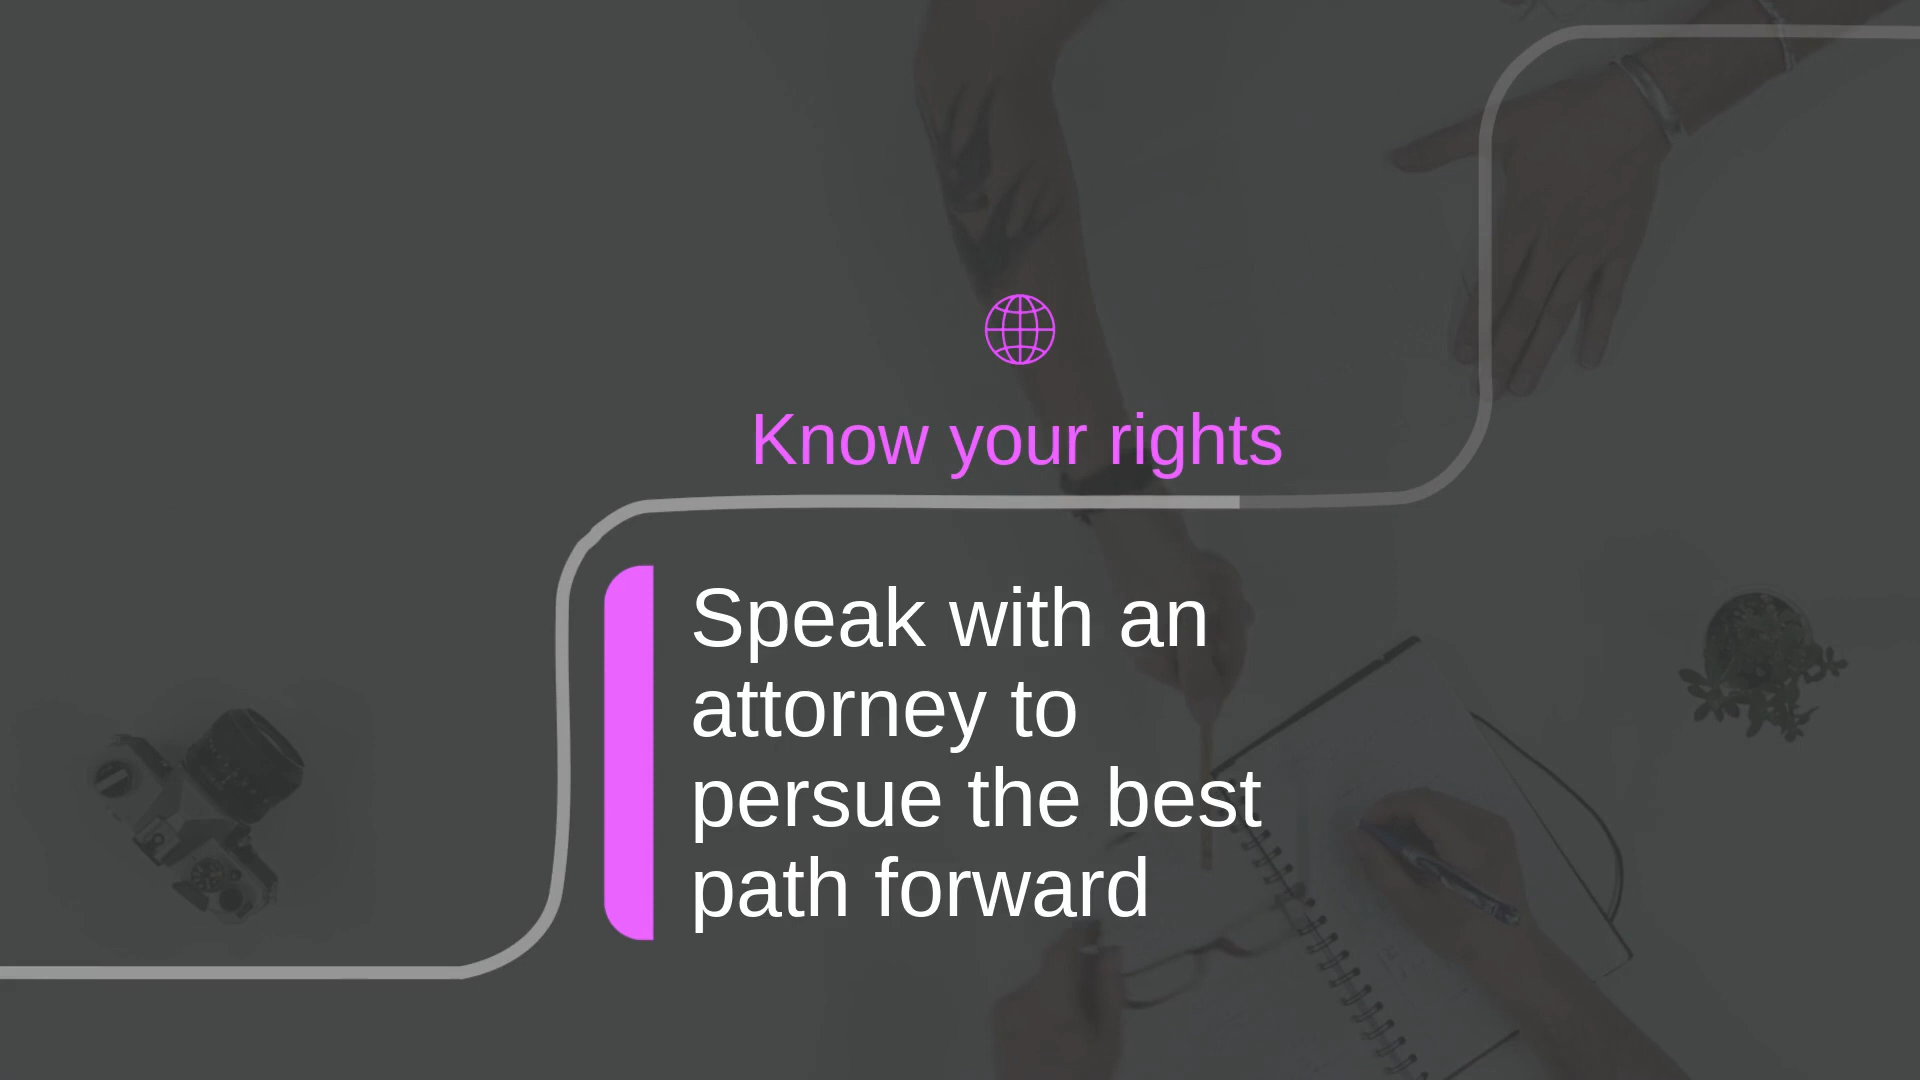 Know your rights
Speak with an
attorney to
persue the best
path forward